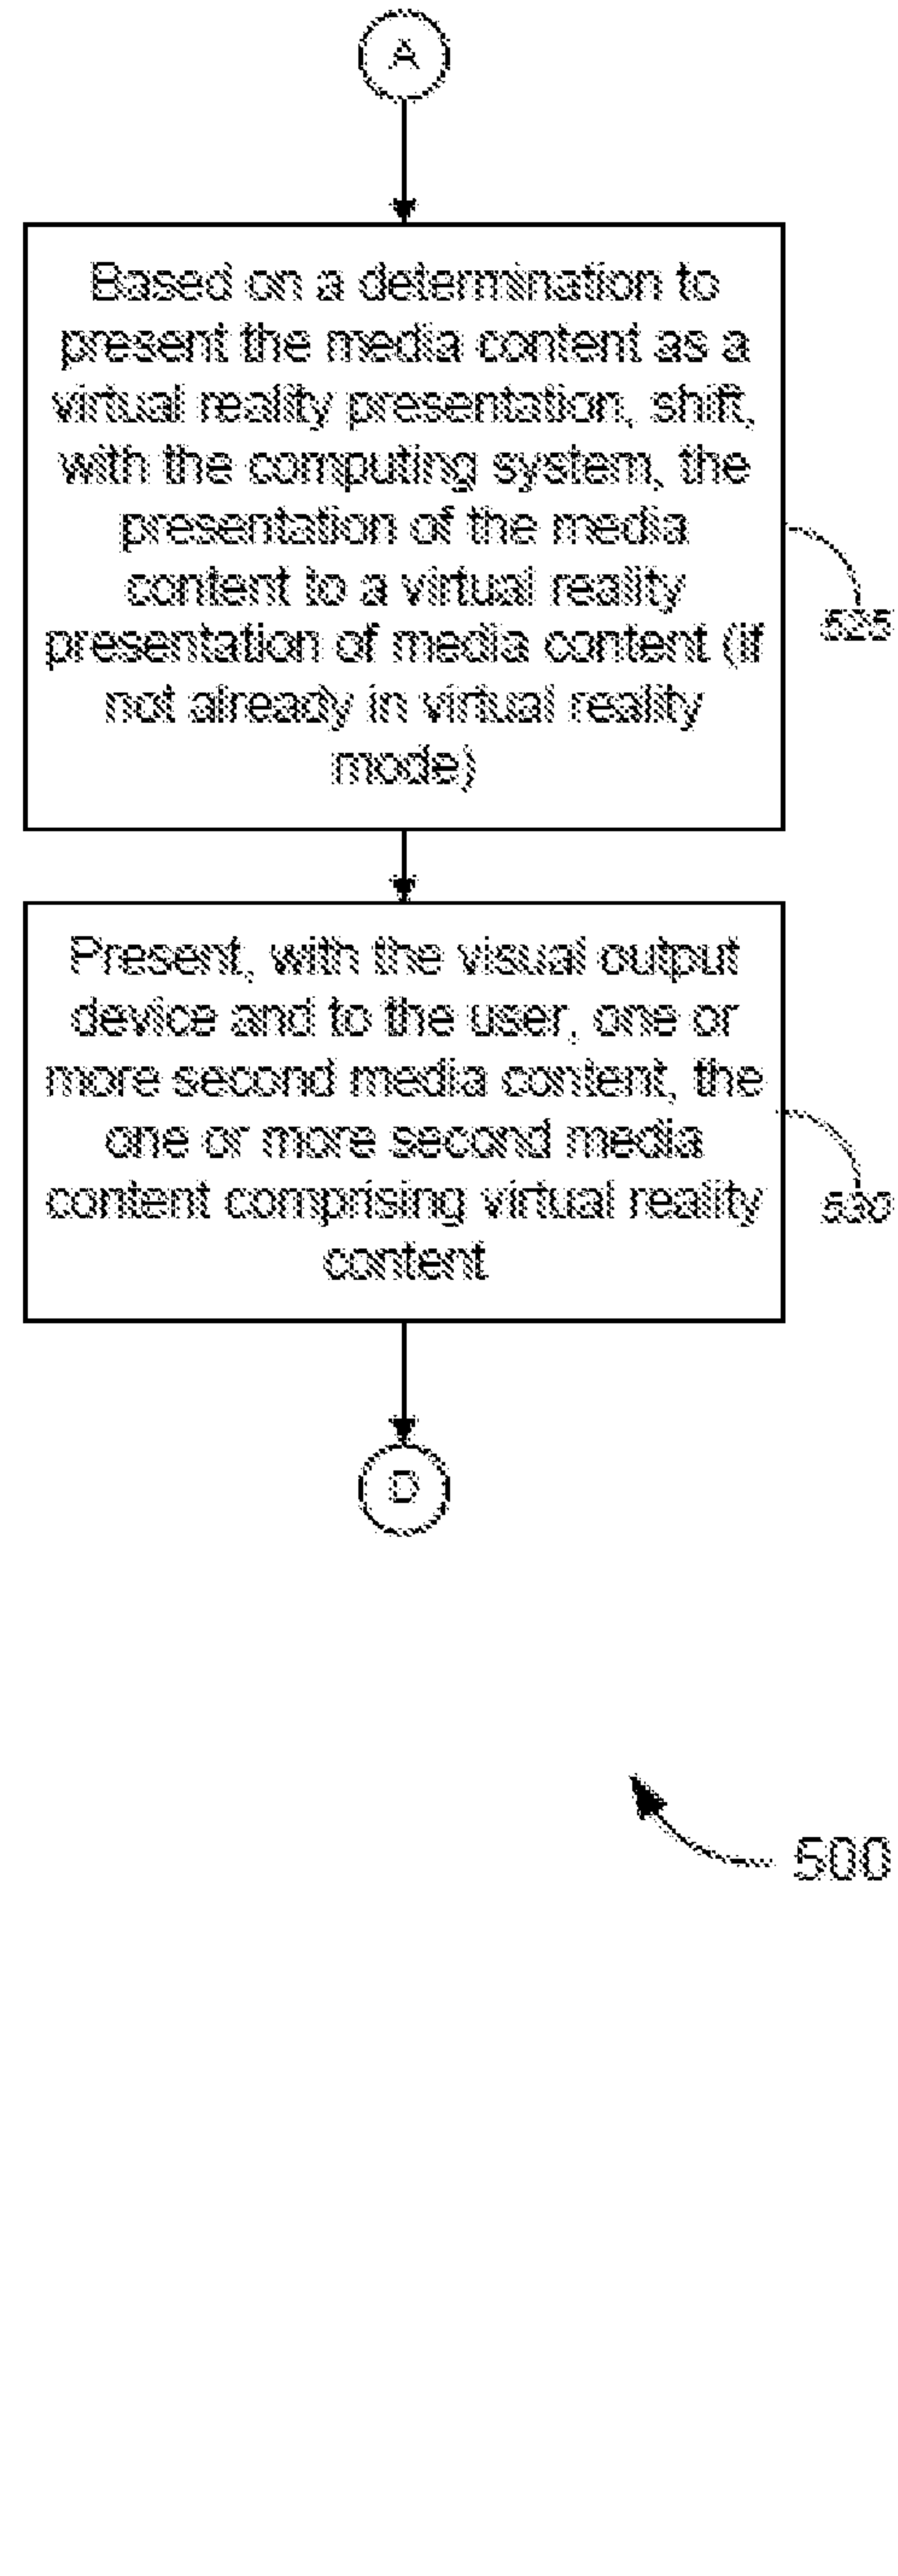 A
Based on a determination to
present the media content as a
virtual reality presentation, shift,
with the computing system, the
presentation of the media
content to a virtual reality
presentation of media content (if
not already in virtual reality
mode)
525
Present, with the visual output
device and to the user, one or
more second media content, the
one or more second media
content comprising virtual reality
content
530
D
500